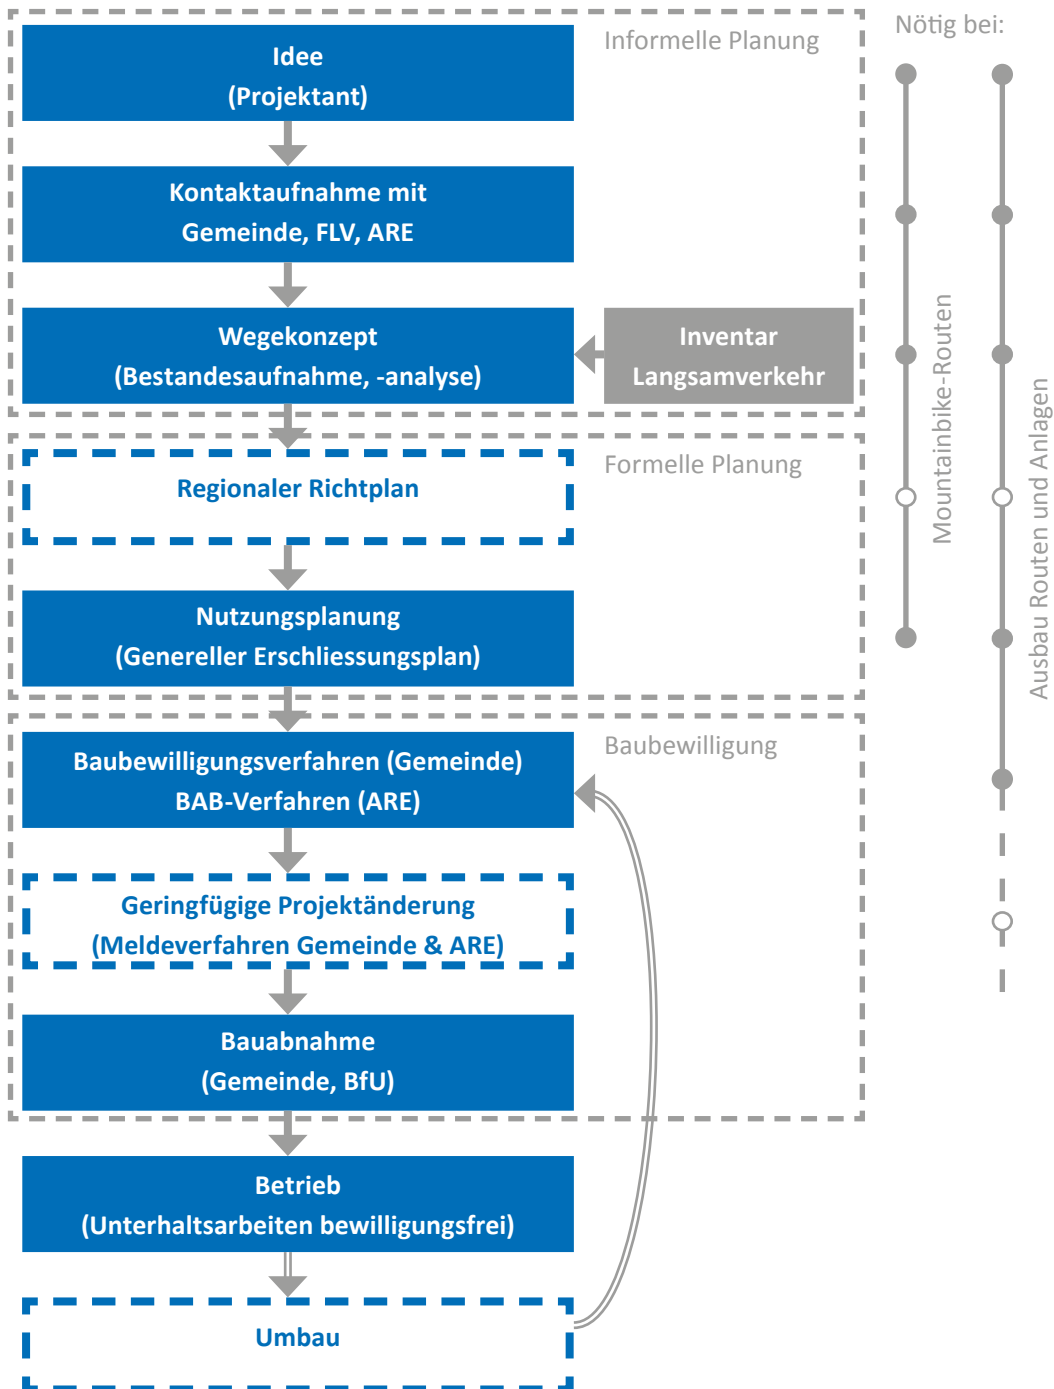 Informelle Planung
Nötig bei:
Idee
(Projektant)
Kontaktaufnahme mit
Gemeinde, FLV, ARE
Wegekonzept
(Bestandesaufnahme, -analyse)
Inventar
Langsamverkehr
Mountainbike-Routen
Ausbau Routen und Anlagen
Formelle Planung
Regionaler Richtplan
Nutzungsplanung
(Genereller Erschliessungsplan)
Baubewilligung
Baubewilligungsverfahren (Gemeinde)
BAB-Verfahren (ARE)
Geringfügige Projektänderung
(Meldeverfahren Gemeinde & ARE)
Bauabnahme
(Gemeinde, BfU)
Betrieb
(Unterhaltsarbeiten bewilligungsfrei)
Umbau